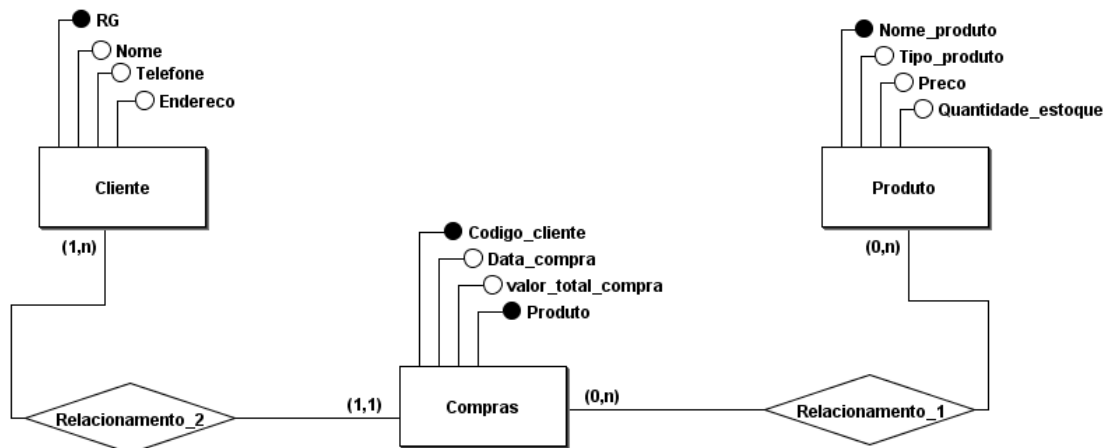 RG
Nome
Telefone
Endereco
Cliente
(1,n)
Nome_produto
Tipo_produto
Preco
Quantidade_estoque
Produto
(0,n)
Codigo_cliente
Data_compra
valor_total_compra
Produto
Compras
(1,1)
(0,n)
Relacionamento_2
Relacionamento_1